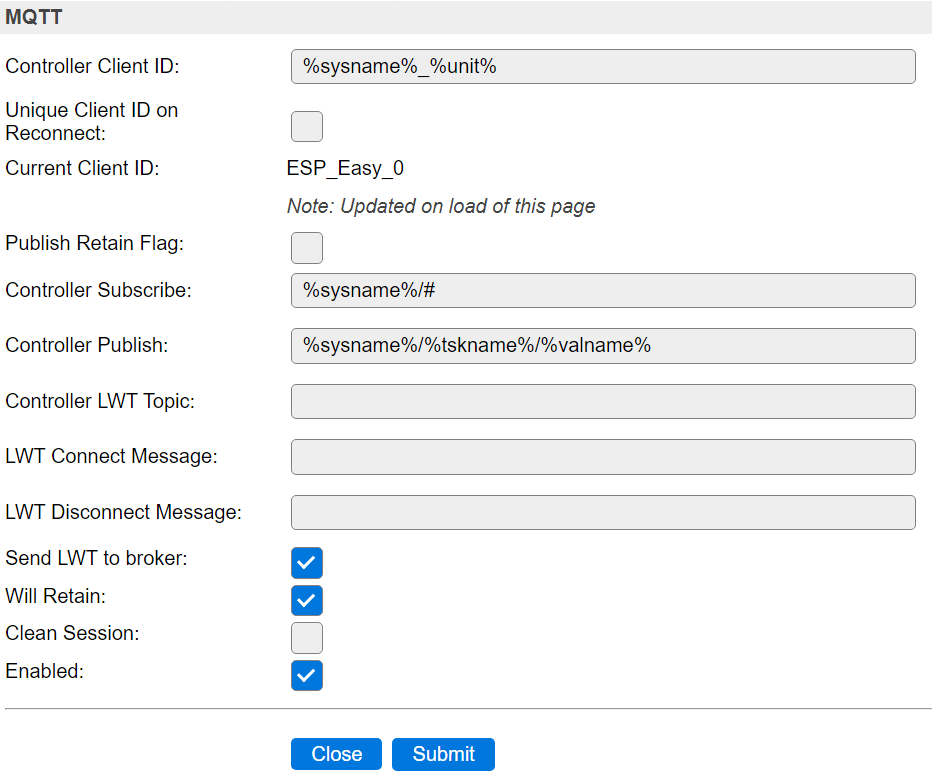 MQTT
Controller Client ID: %sysname%_%unit%
Unique Client ID on
Reconnect:
Current Client ID: ESP_Easy_0
Note: Updated on load of this page
Publish Retain Flag:
Controller Subscribe: %sysname%/#
Controller Publish: %sysname%/%tskname%/%valname%
Controller LWT Topic:
LWT Connect Message:
LWT Disconnect Message:
Send LWT to broker:
Will Retain:
Clean Session:
Enabled:
Close Submit